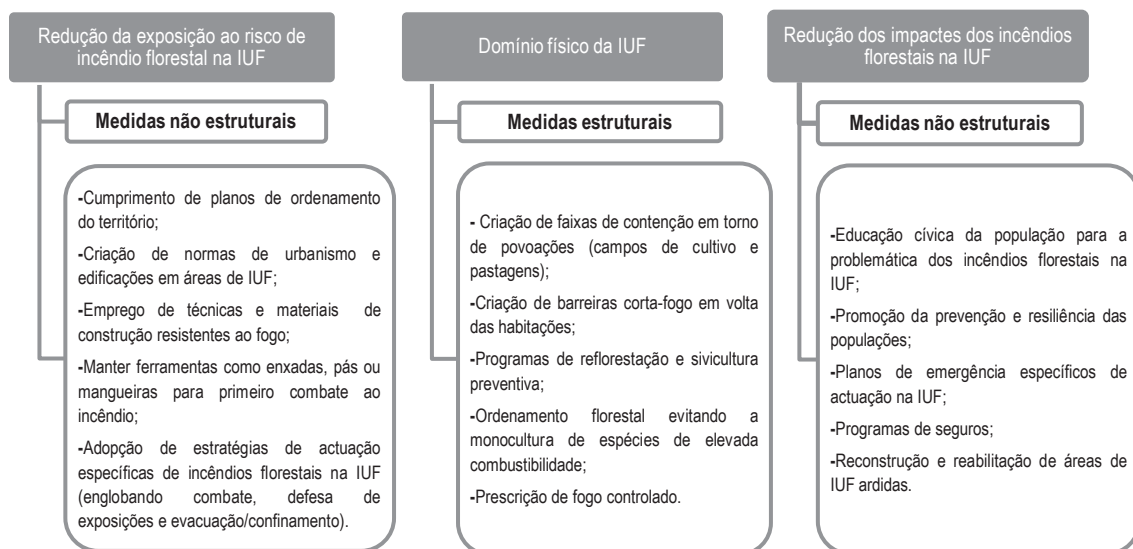 Redução da exposição ao risco de
incêndio florestal na IUF
Medidas não estruturais
-Cumprimento de planos de ordenamento
do território;
-Criação de normas de urbanismo e
edificações em áreas de IUF;
-Emprego de técnicas e materiais de
construção resistentes ao fogo;
-Manter ferramentas como enxadas, pás ou
mangueiras para primeiro combate ao
incêndio;
-Adopção de estratégias de actuação
específicas de incêndios florestais na IUF
(englobando combate, defesa de
exposições e evacuação/confinamento).
Domínio físico da IUF
Medidas estruturais
- Criação de faixas de contenção em torno
de povoações (campos de cultivo e
pastagens);
-Criação de barreiras corta-fogo em volta
das habitações;
-Programas de reflorestação e sivicultura
preventiva;
-Ordenamento florestal evitando a
monocultura de espécies de elevada
combustibilidade;
-Prescrição de fogo controlado.
Redução dos impactes dos incêndios
florestais na IUF
Medidas não estruturais
-Educação cívica da população para a
problemática dos incêndios florestais na
IUF;
-Promoção da prevenção e resiliência das
populações;
-Planos de emergência específicos de
actuação na IUF;
-Programas de seguros;
-Reconstrução e reabilitação de áreas de
IUF ardidas.